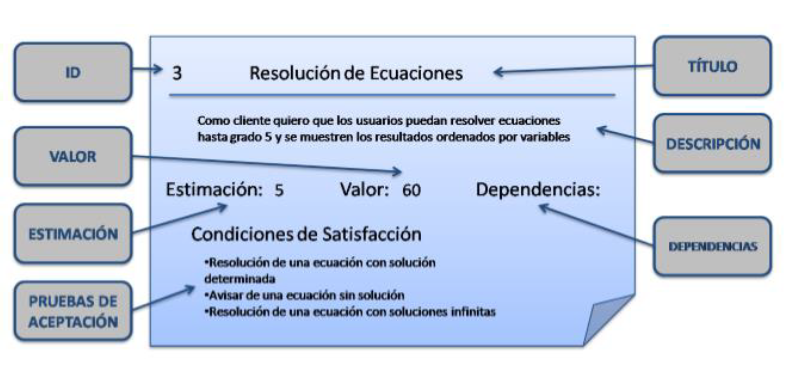 ID
3 Resolución de Ecuaciones
TÍTULO
Como cliente quiero que los usuarios puedan resolver ecuaciones
hasta grado 5 y se muestren los resultados ordenados por variables
DESCRIPCIÓN
VALOR
Estimación: 5 Valor: 60 Dependencias:
ESTIMACIÓN
DEPENDENCIAS
Condiciones de Satisfacción
•Resolución de una ecuación con solución
determinada
•Avisar de una ecuación sin solución
•Resolución de una ecuación con soluciones infinitas
PRUEBAS DE
ACEPTACIÓN